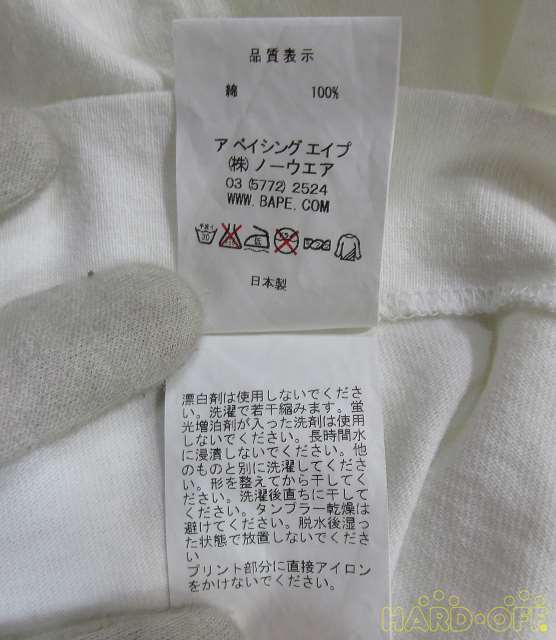 品質表示
綿 100%
ア ベイシング エイプ
(株) ノーウエア
03 (5772) 2524
WWW. BAPE. COM
日本製
漂白剤は使用しないでくださ
い。洗濯で若干縮みます。蛍
光増泊剤が入った洗剤は使用
しないでください。長時間水
に浸漬しないでください。他
のものと別に洗濯してくださ
い。形を整えてから干してく
ださい。洗濯後直ちに干して
ください。タンブラー乾燥は
避けてください。脱水後湿っ
た状態で放置しないでくださ
い
プリント部分に直接アイロン
をかけないでください。
HARD-OFF